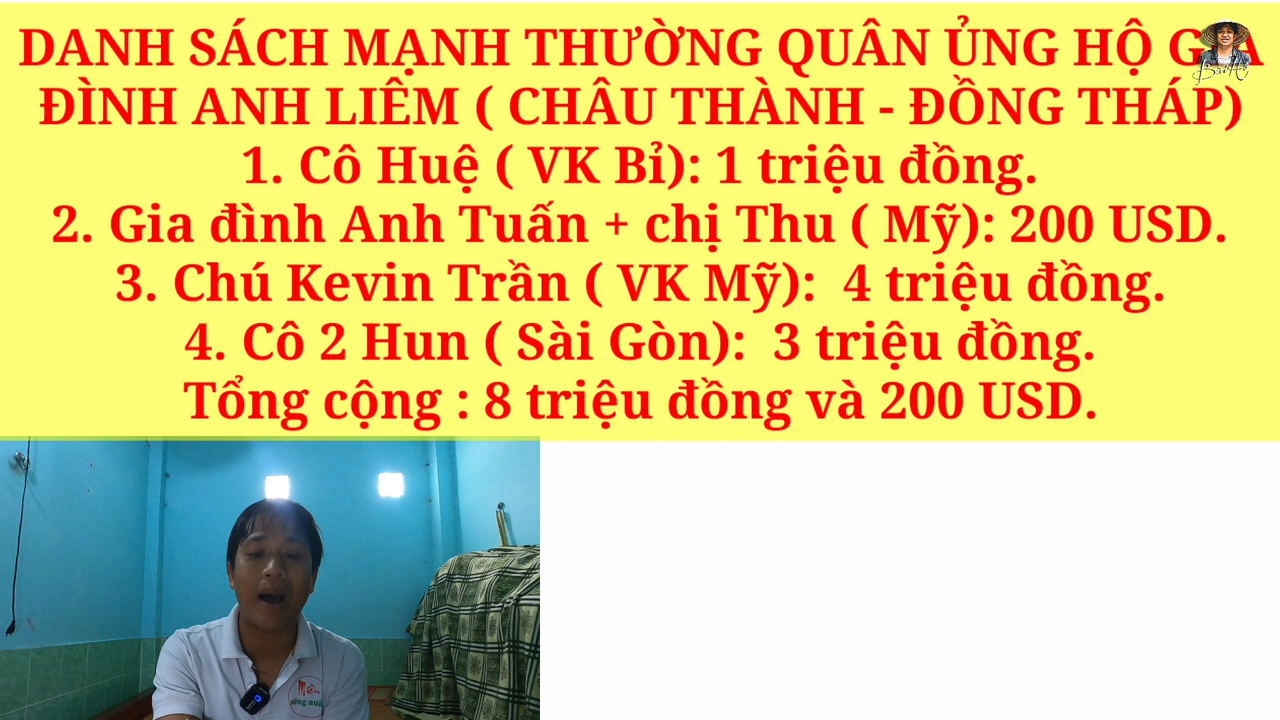 DANH SÁCH MẠNH THƯỜNG QUÂN ỦNG HỘ GIA
ĐÌNH ANH LIÊM ( CHÂU THÀNH - ĐỒNG THÁP)
1. Cô Huệ ( VK Bỉ): 1 triệu đồng.
2. Gia đình Anh Tuấn + chị Thu ( Mỹ): 200 USD.
3. Chú Kevin Trần ( VK Mỹ): 4 triệu đồng.
4. Cô 2 Hun ( Sài Gòn): 3 triệu đồng.
Tổng cộng : 8 triệu đồng và 200 USD.
Miền